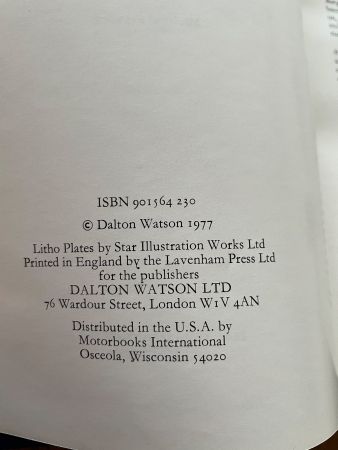 ISBN 901564 230
© Dalton Watson 1977
Litho Plates by Star Illustration Works Ltd
Printed in England by the Lavenham Press Ltd
for the publishers
DALTON WATSON LTD
76 Wardour Street, London W1V 4AN
Distributed in the U.S.A. by
Motorbooks International
Osceola, Wisconsin 54020